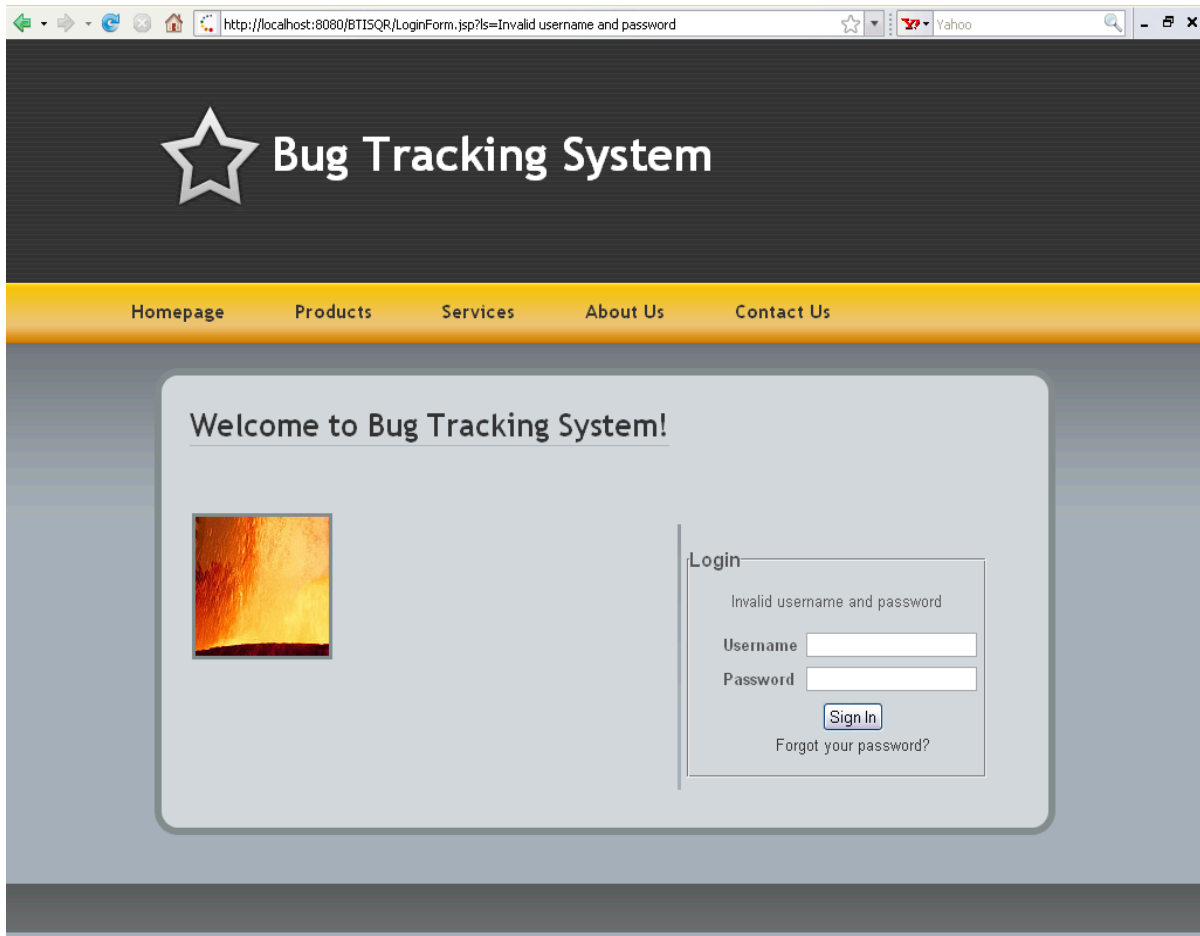 http://localhost:8080/BTISQR/LoginForm.jsp?ls=Invalid username and password
Yahoo
Bug Tracking System
Homepage Products Services About Us Contact Us
Welcome to Bug Tracking System!
Login
Invalid username and password
Username
Password
Sign In
Forgot your password?